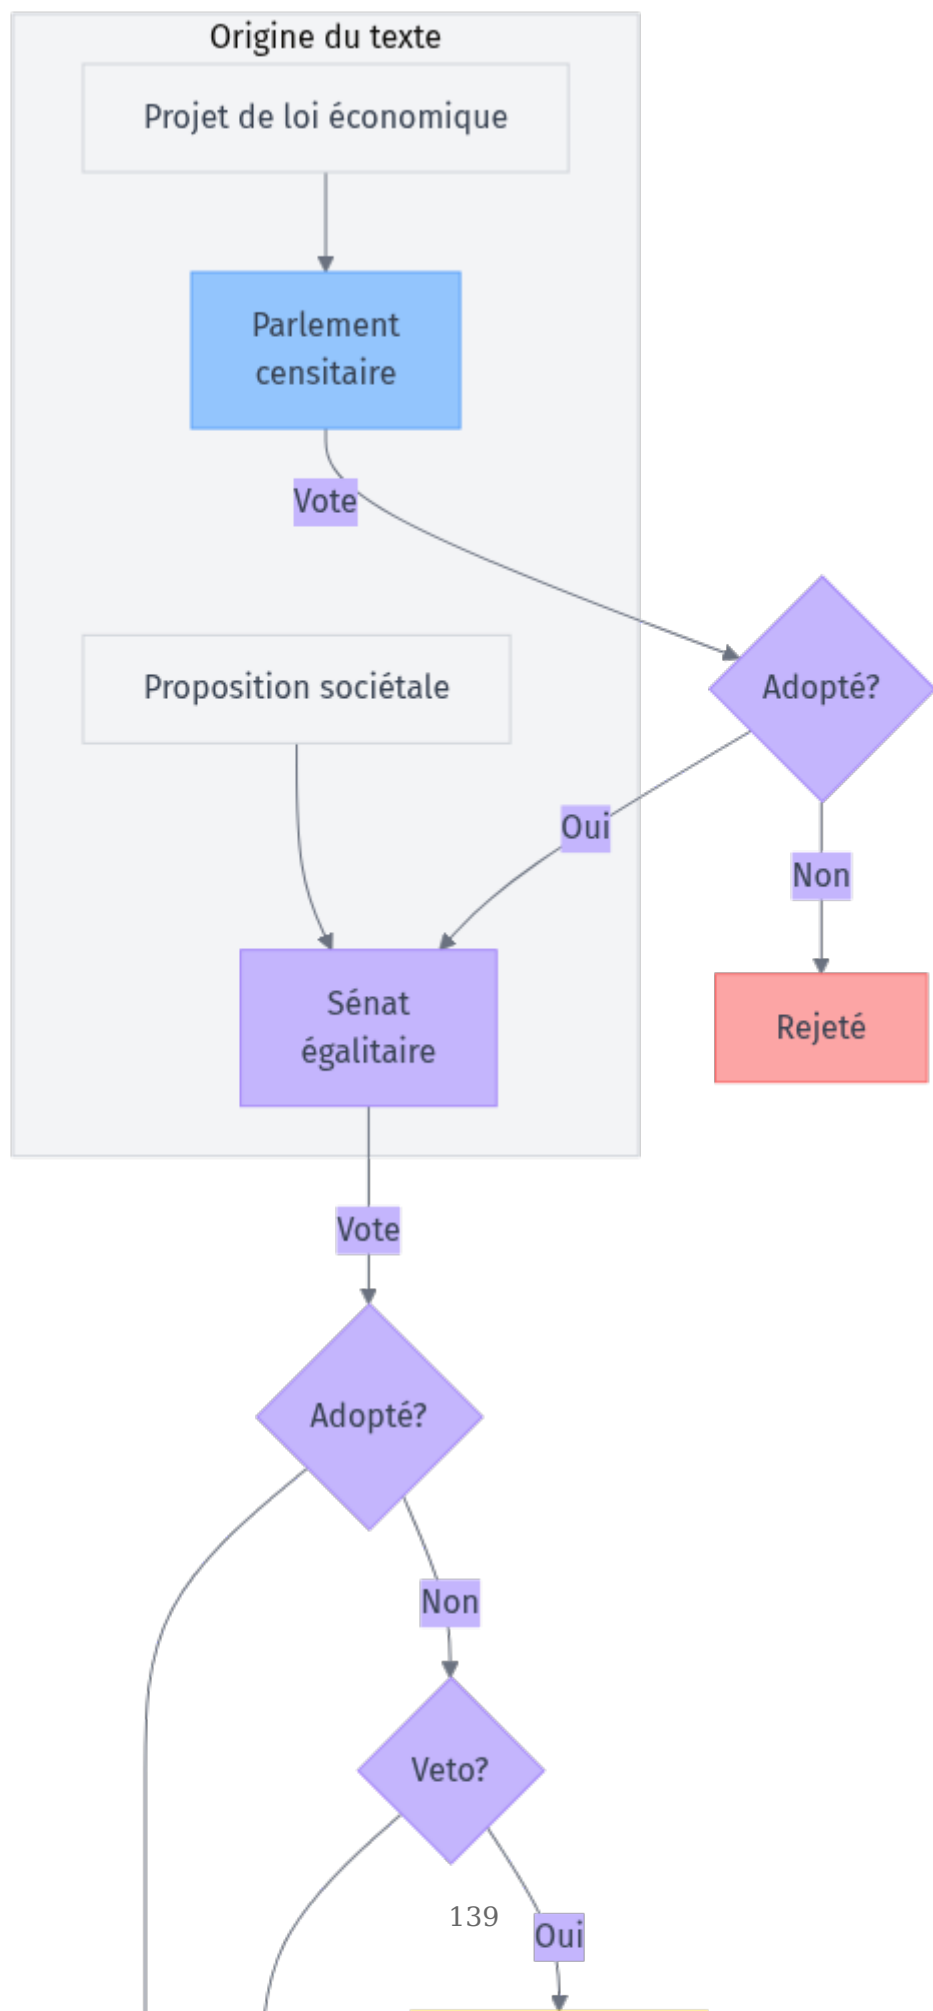 Origine du texte
Projet de loi économique
Parlement
censitaire
Vote
Proposition sociétale
Adopté?
Oui
Non
Sénat
égalitaire
Rejeté
Vote
Adopté?
Non
Veto?
139
Oui